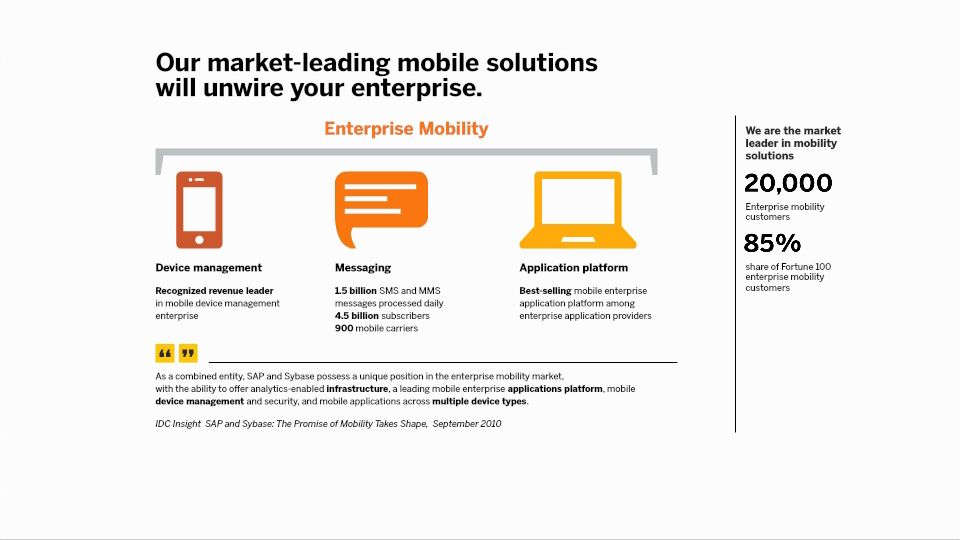 Our market-leading mobile solutions
will unwire your enterprise.
Enterprise Mobility
Device management
Recognized revenue leader
in mobile device management
enterprise
Messaging
1.5 billion SMS and MMS
messages processed daily
4.5 billion subscribers
900 mobile carriers
Application platform
Best-selling mobile enterprise
application platform among
enterprise application providers
“ ”
As a combined entity, SAP and Sybase possess a unique position in the enterprise mobility market,
with the ability to offer analytics-enabled infrastructure, a leading mobile enterprise applications platform, mobile
device management and security, and mobile applications across multiple device types.
IDC Insight SAP and Sybase: The Promise of Mobility Takes Shape, September 2010
We are the market
leader in mobility
solutions
20,000
Enterprise mobility
customers
85%
share of Fortune 100
enterprise mobility
customers